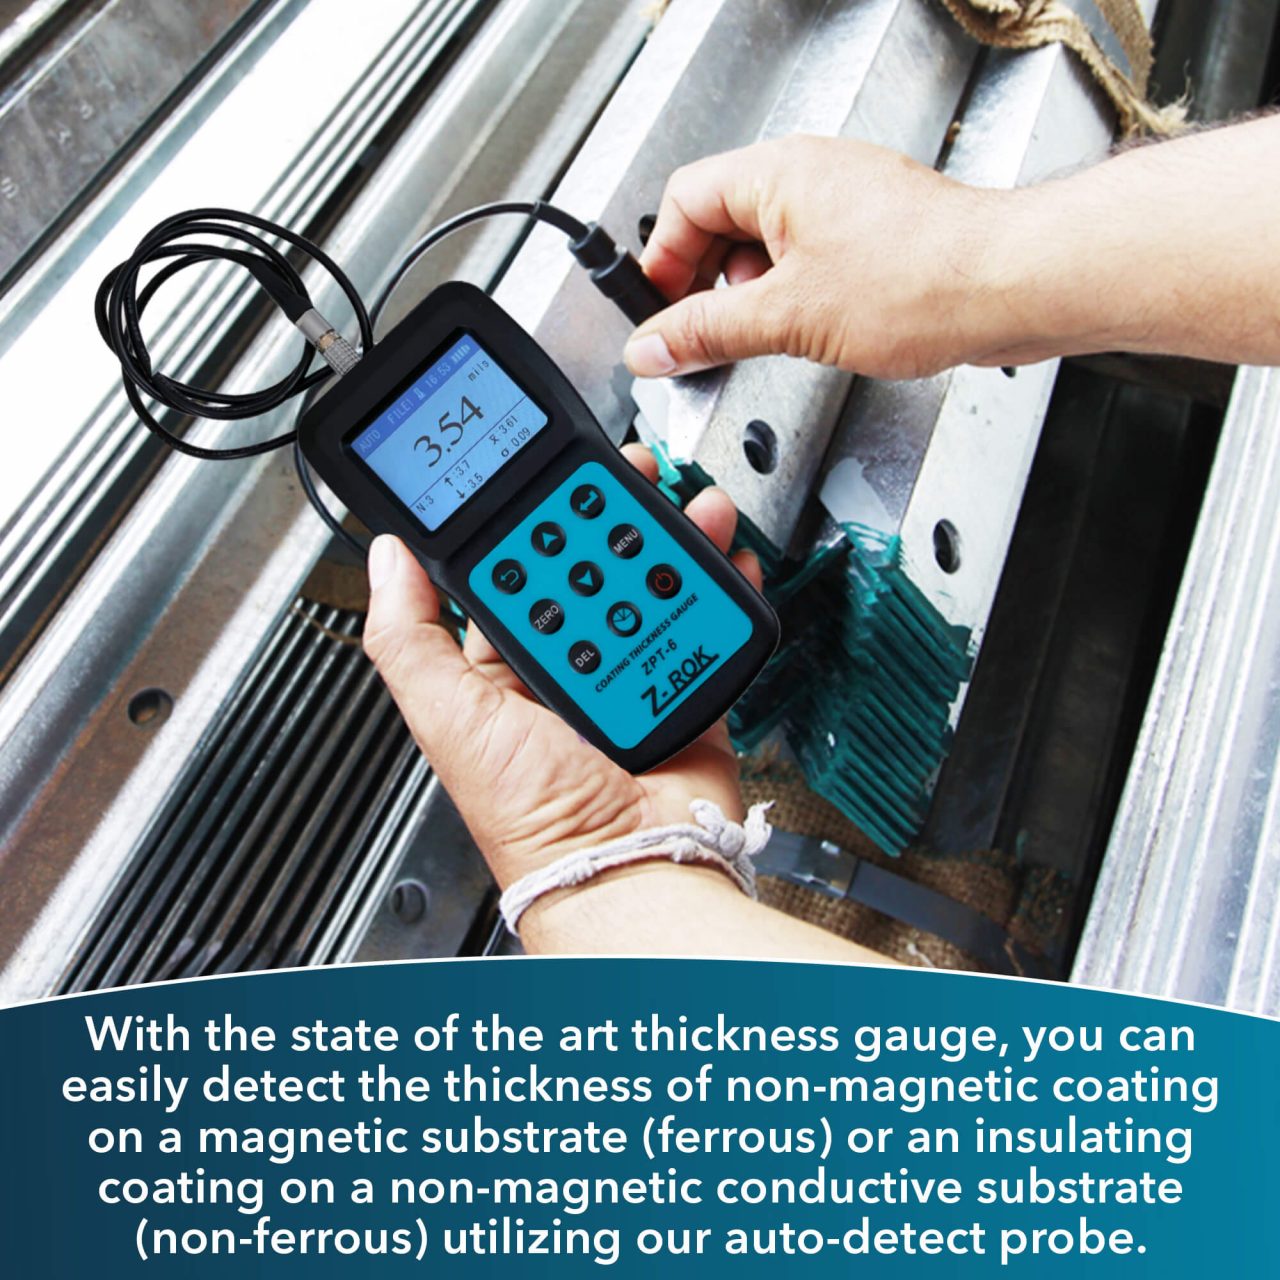 AUTO FILE1 16:53
mils
3.54
N:3 ↑:3.7 x̄:3.61
↓:3.5 σ:0.09
MENU
ZERO
DEL
COATING THICKNESS GAUGE
ZPT-6
Z-ROK
With the state of the art thickness gauge, you can
easily detect the thickness of non-magnetic coating
on a magnetic substrate (ferrous) or an insulating
coating on a non-magnetic conductive substrate
(non-ferrous) utilizing our auto-detect probe.